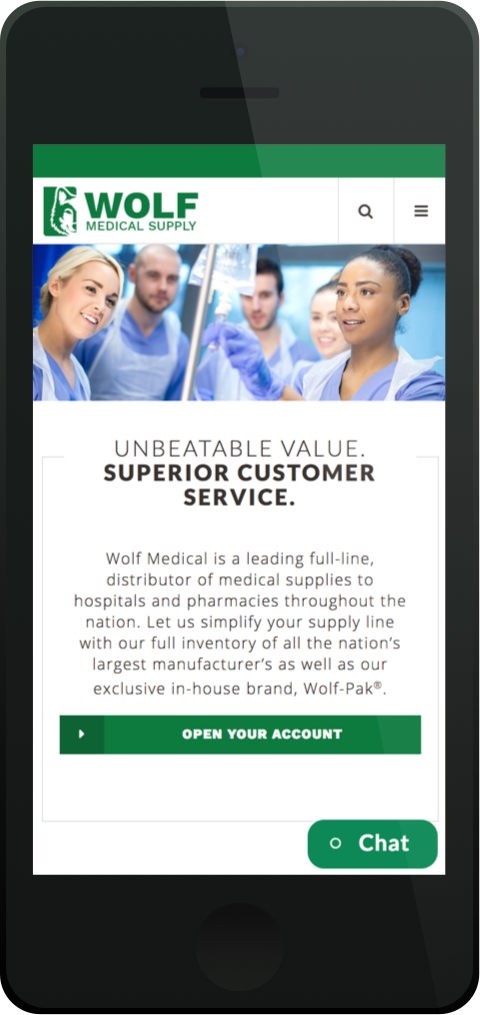 WOLF
MEDICAL SUPPLY
UNBEATABLE VALUE.
SUPERIOR CUSTOMER
SERVICE.
Wolf Medical is a leading full-line,
distributor of medical supplies to
hospitals and pharmacies throughout the
nation. Let us simplify your supply line
with our full inventory of all the nation's
largest manufacturer's as well as our
exclusive in-house brand, Wolf-Pak®.
OPEN YOUR ACCOUNT
Chat